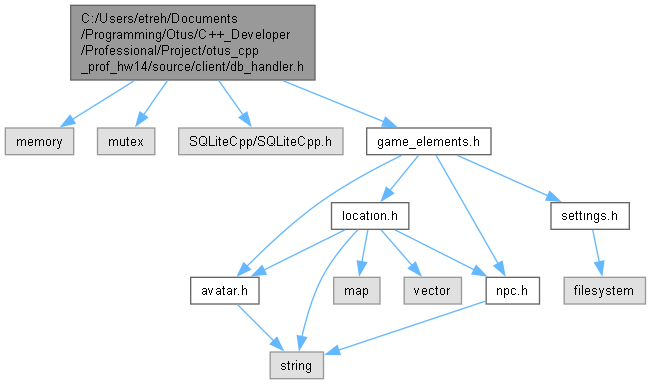 C:/Users/etreh/Documents
/Programming/Otus/C++_Developer
/Professional/Project/otus_cpp
_prof_hw14/source/client/db_handler.h
memory
mutex
SQLiteCpp/SQLiteCpp.h
game_elements.h
location.h
settings.h
avatar.h
map
vector
npc.h
filesystem
string